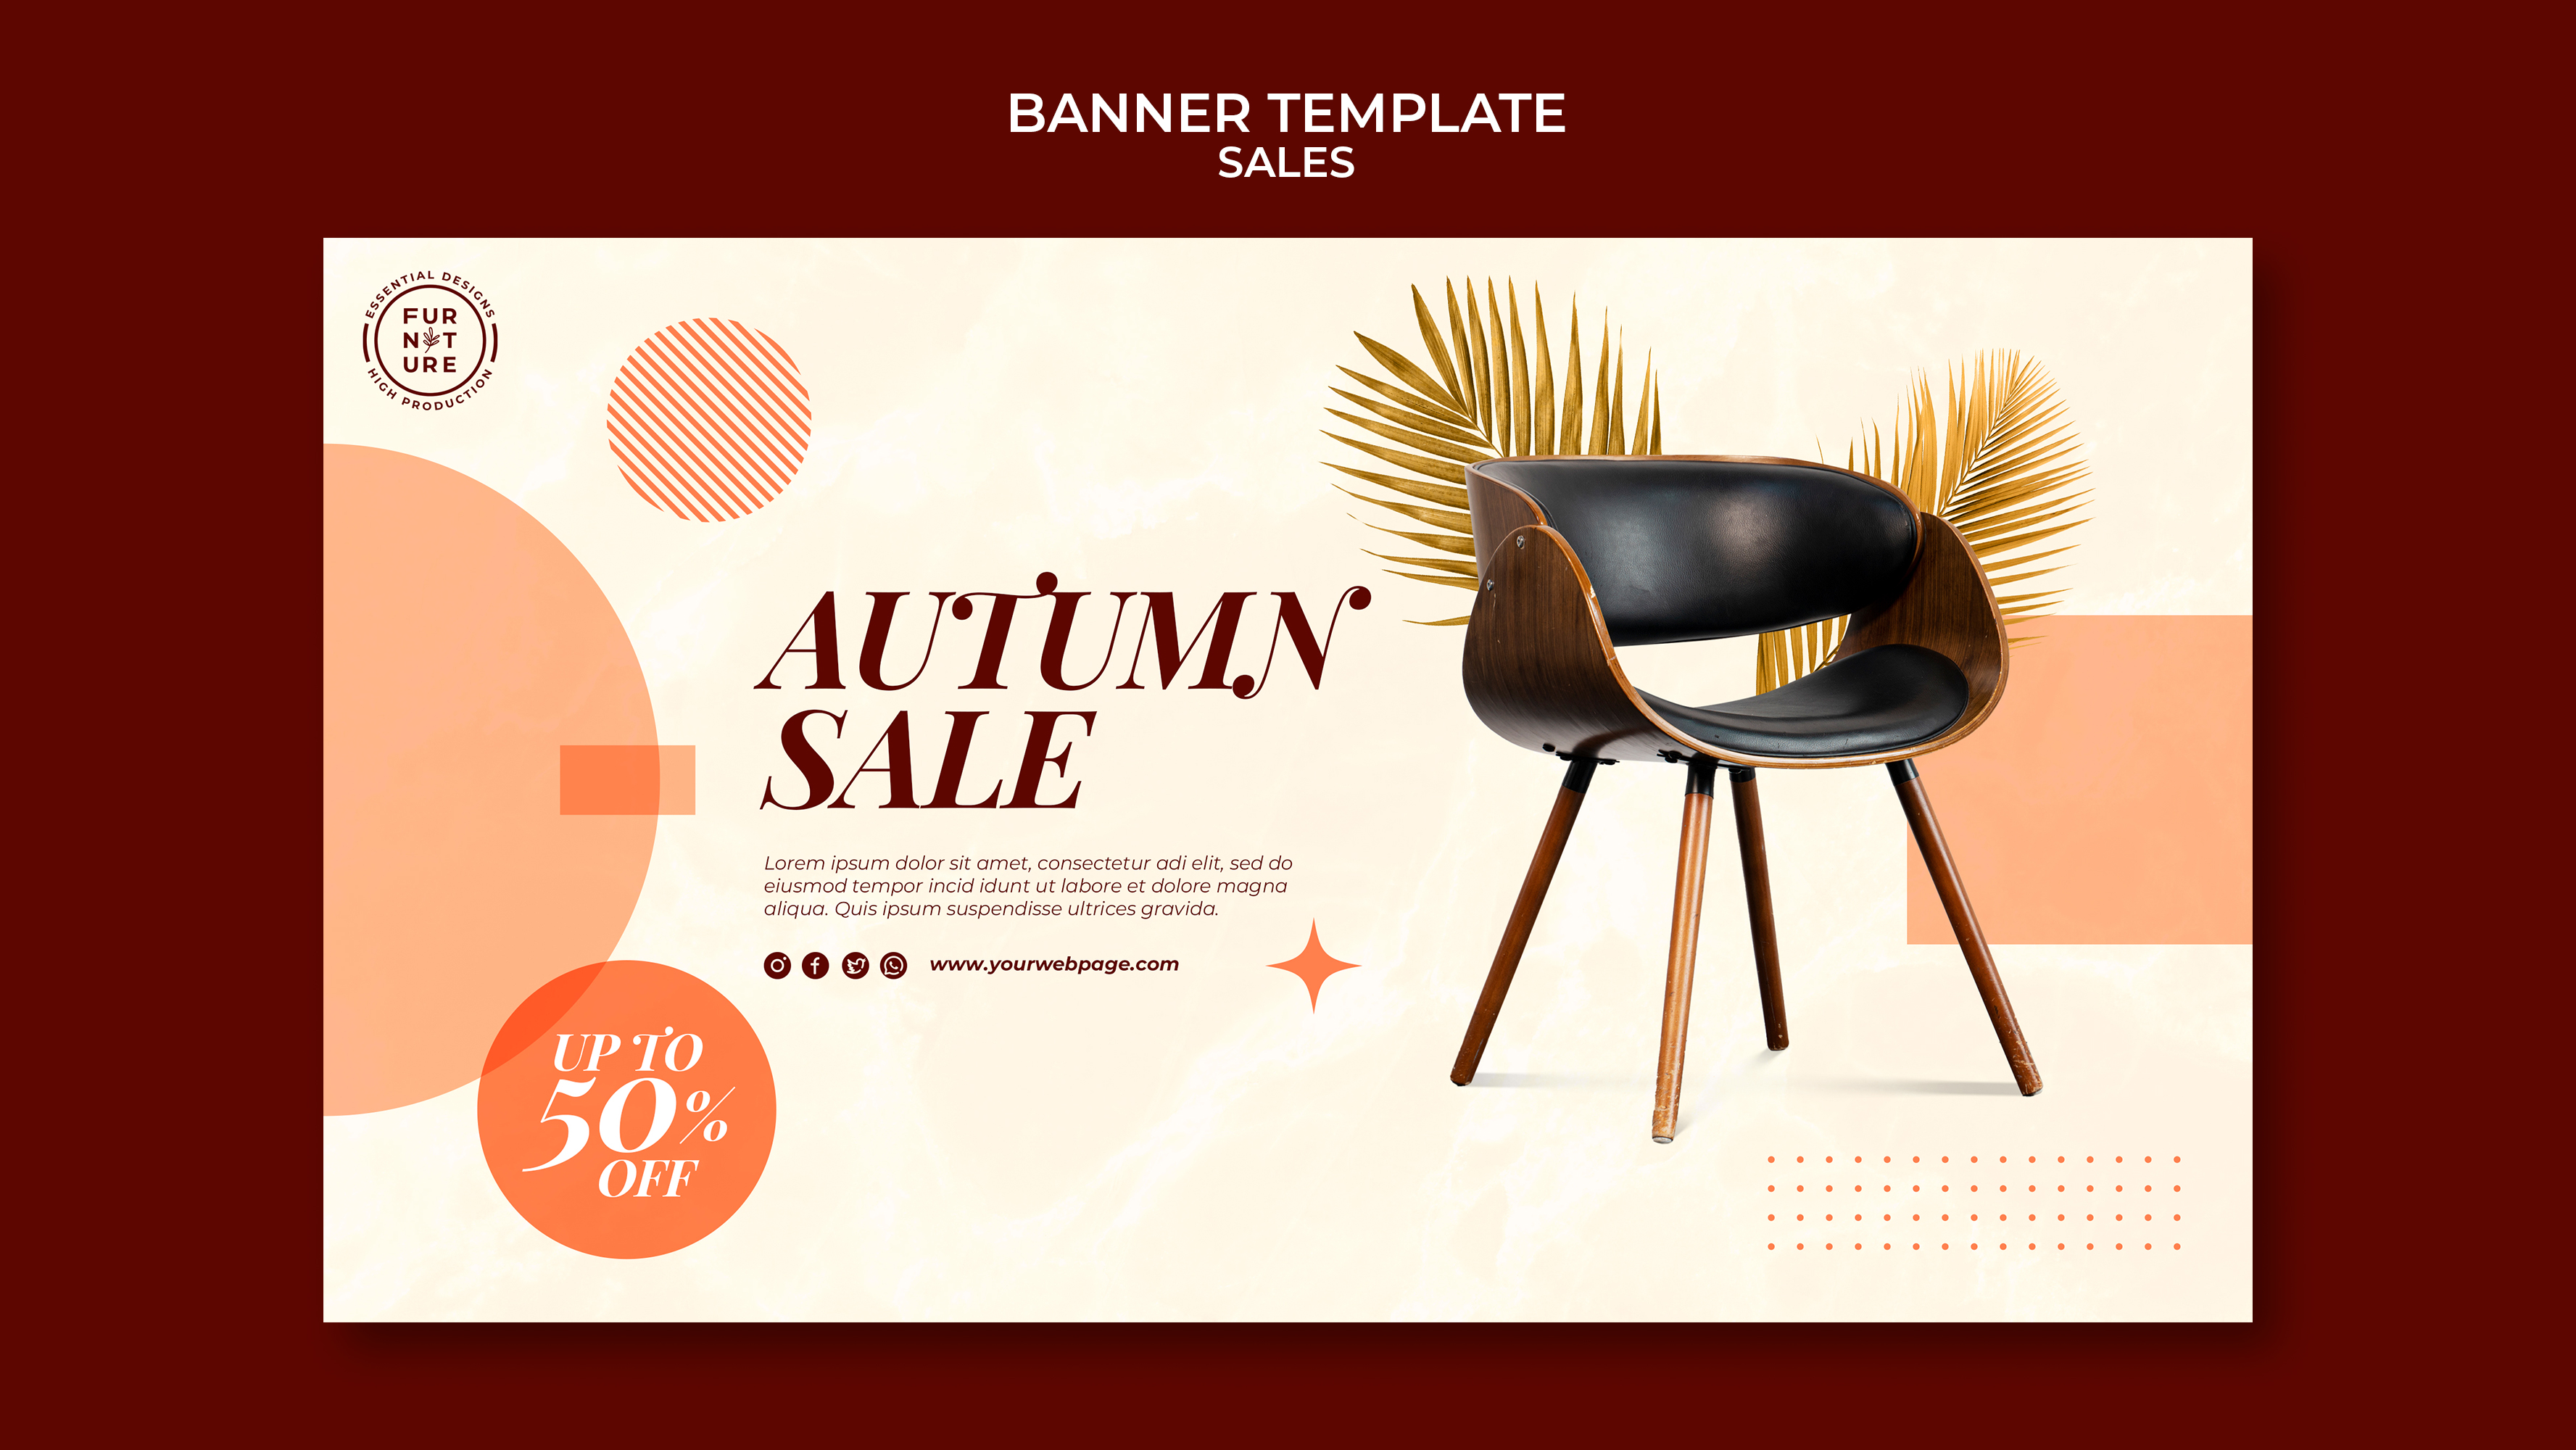 BANNER TEMPLATE
SALES
ESSENTIAL DESIGNS
FUR
N T
URE
HIGH PRODUCTION
AUTUMN
SALE
Lorem ipsum dolor sit amet, consectetur adi elit, sed do
eiusmod tempor incid idunt ut labore et dolore magna
aliqua. Quis ipsum suspendisse ultrices gravida.
www.yourwebpage.com
UP TO
50%
OFF